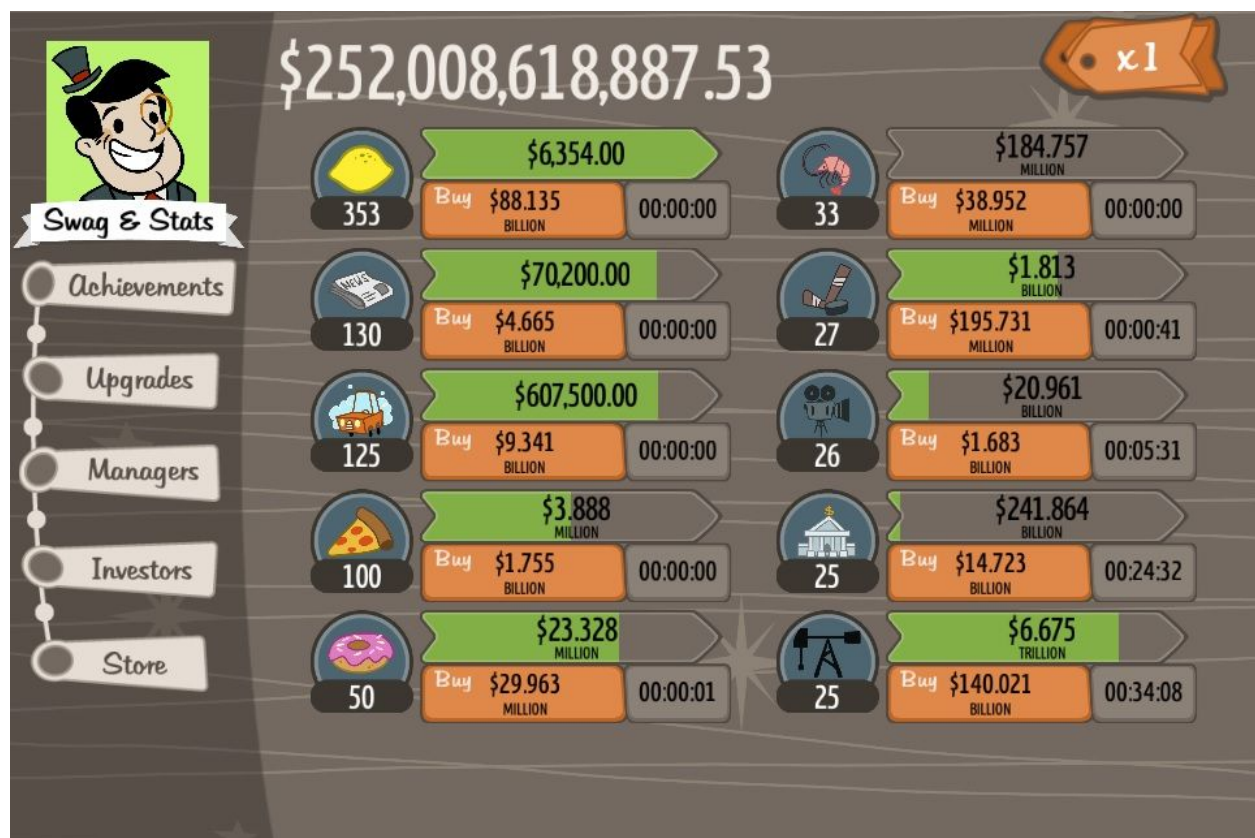 $252,008,618,887.53
x1
Swag & Stats
Achievements
Upgrades
Managers
Investors
Store
$6,354.00
353
Buy $88.135
BILLION
00:00:00
NEWS
$70,200.00
130
Buy $4.665
BILLION
00:00:00
$607,500.00
125
Buy $9.341
BILLION
00:00:00
$3.888
MILLION
100
Buy $1.755
BILLION
00:00:00
$23.328
MILLION
50
Buy $29.963
MILLION
00:00:01
$184.757
MILLION
33
Buy $38.952
MILLION
00:00:00
$1.813
BILLION
27
Buy $195.731
MILLION
00:00:41
$20.961
BILLION
26
Buy $1.683
BILLION
00:05:31
$
$241.864
BILLION
25
Buy $14.723
BILLION
00:24:32
$6.675
TRILLION
25
Buy $140.021
BILLION
00:34:08